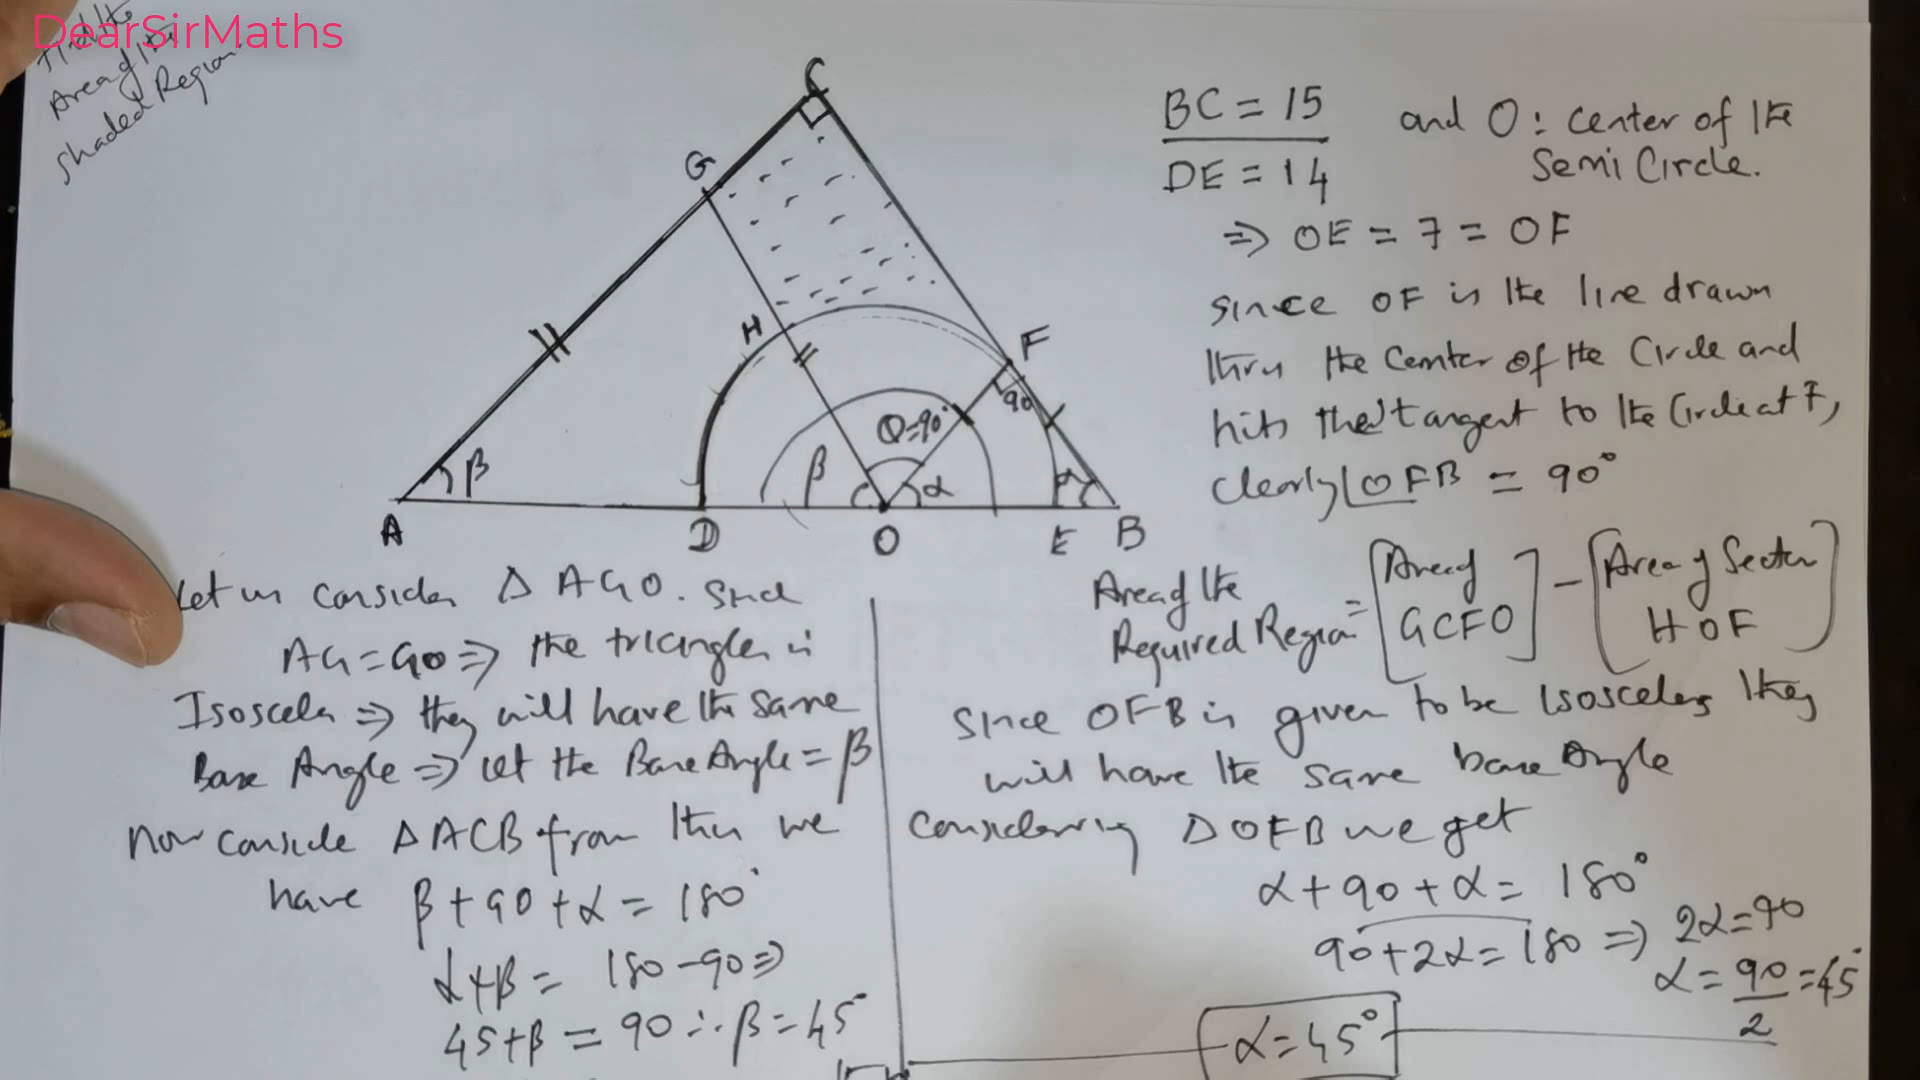 DearSirMaths
Area of the
Shaded Region.
C
G
H
F
90
Θ=90°
β
β
α
α
A
D
O
E
B
BC = 15
DE = 14
and O: center of the
Semi Circle.
⇒ OE = 7 = OF
since OF is the line drawn
thru the Center of the Circle and
hits the tangent to the Circle at F,
clearly ∠OFB = 90°
Area of the
Required Region = [Area of GCFO] - [Area of Sector HOF]
Let us consider Δ AGO. Since
AG = GO ⇒ the triangle is
Isosceles ⇒ they will have the same
Base Angle ⇒ let the Base Angle = β
Now consider ΔACB from this we
have β + 90 + α = 180°
α + β = 180 - 90 ⇒
45 + β = 90 ∴ β = 45°
Since OFB is given to be Isosceles they
will have the same base Angle
Considering ΔOFB we get
α + 90 + α = 180°
90 + 2α = 180 ⇒ 2α = 90
α = 90/2 = 45°
α = 45°